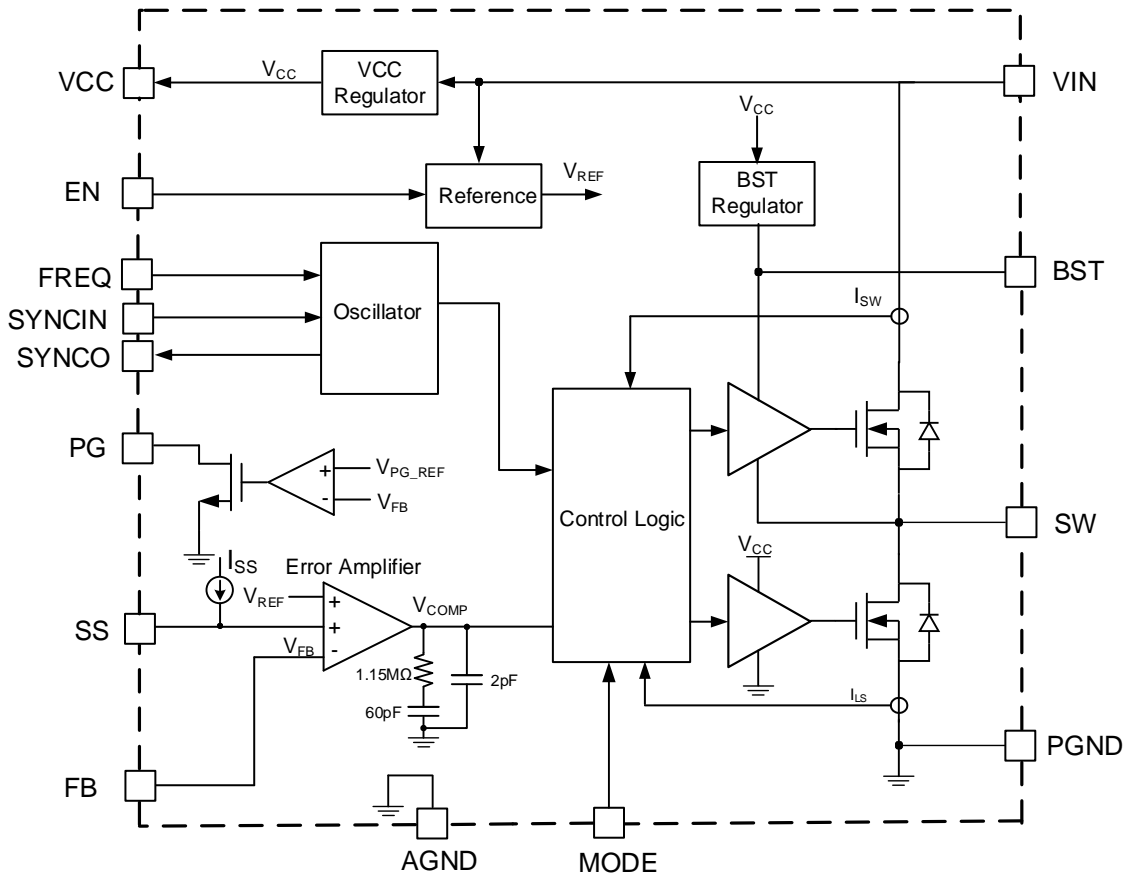 VCC
VCC
VCC
Regulator
VIN
VCC
EN
Reference
VREF
BST
Regulator
FREQ
SYNCIN
SYNCO
Oscillator
BST
ISW
PG
+
-
VPG_REF
VFB
Control Logic
SW
ISS
Error Amplifier
VREF
VCC
SS
+
+
-
VFB
VCOMP
1.15MΩ
2pF
60pF
ILS
FB
PGND
AGND
MODE